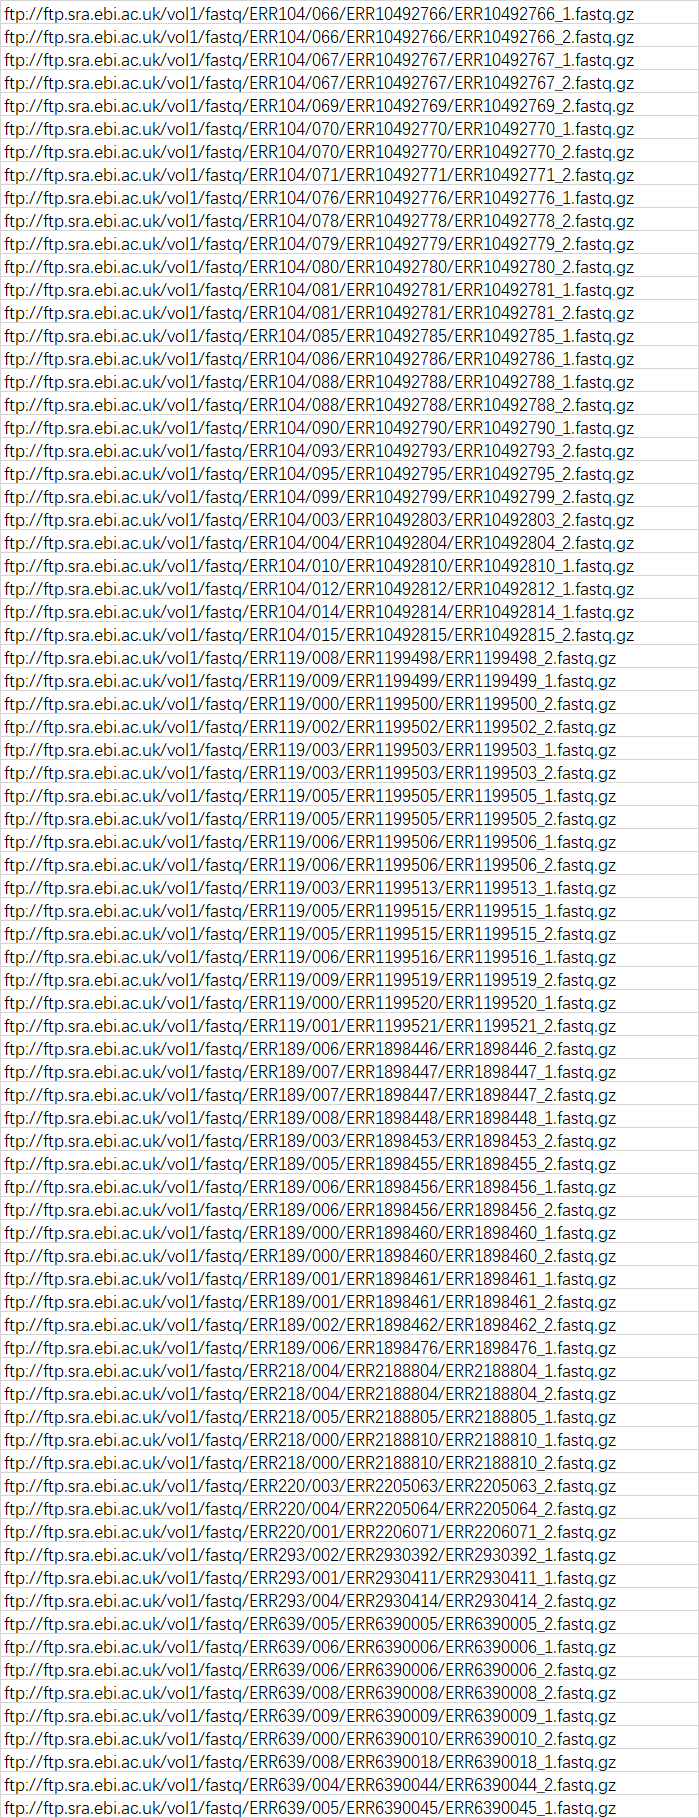 ftp://ftp.sra.ebi.ac.uk/vol1/fastq/ERR104/066/ERR10492766/ERR10492766_1.fastq.gz
ftp://ftp.sra.ebi.ac.uk/vol1/fastq/ERR104/066/ERR10492766/ERR10492766_2.fastq.gz
ftp://ftp.sra.ebi.ac.uk/vol1/fastq/ERR104/067/ERR10492767/ERR10492767_1.fastq.gz
ftp://ftp.sra.ebi.ac.uk/vol1/fastq/ERR104/067/ERR10492767/ERR10492767_2.fastq.gz
ftp://ftp.sra.ebi.ac.uk/vol1/fastq/ERR104/069/ERR10492769/ERR10492769_2.fastq.gz
ftp://ftp.sra.ebi.ac.uk/vol1/fastq/ERR104/070/ERR10492770/ERR10492770_1.fastq.gz
ftp://ftp.sra.ebi.ac.uk/vol1/fastq/ERR104/070/ERR10492770/ERR10492770_2.fastq.gz
ftp://ftp.sra.ebi.ac.uk/vol1/fastq/ERR104/071/ERR10492771/ERR10492771_2.fastq.gz
ftp://ftp.sra.ebi.ac.uk/vol1/fastq/ERR104/076/ERR10492776/ERR10492776_1.fastq.gz
ftp://ftp.sra.ebi.ac.uk/vol1/fastq/ERR104/078/ERR10492778/ERR10492778_2.fastq.gz
ftp://ftp.sra.ebi.ac.uk/vol1/fastq/ERR104/079/ERR10492779/ERR10492779_2.fastq.gz
ftp://ftp.sra.ebi.ac.uk/vol1/fastq/ERR104/080/ERR10492780/ERR10492780_2.fastq.gz
ftp://ftp.sra.ebi.ac.uk/vol1/fastq/ERR104/081/ERR10492781/ERR10492781_1.fastq.gz
ftp://ftp.sra.ebi.ac.uk/vol1/fastq/ERR104/081/ERR10492781/ERR10492781_2.fastq.gz
ftp://ftp.sra.ebi.ac.uk/vol1/fastq/ERR104/085/ERR10492785/ERR10492785_1.fastq.gz
ftp://ftp.sra.ebi.ac.uk/vol1/fastq/ERR104/086/ERR10492786/ERR10492786_1.fastq.gz
ftp://ftp.sra.ebi.ac.uk/vol1/fastq/ERR104/088/ERR10492788/ERR10492788_1.fastq.gz
ftp://ftp.sra.ebi.ac.uk/vol1/fastq/ERR104/088/ERR10492788/ERR10492788_2.fastq.gz
ftp://ftp.sra.ebi.ac.uk/vol1/fastq/ERR104/090/ERR10492790/ERR10492790_1.fastq.gz
ftp://ftp.sra.ebi.ac.uk/vol1/fastq/ERR104/093/ERR10492793/ERR10492793_2.fastq.gz
ftp://ftp.sra.ebi.ac.uk/vol1/fastq/ERR104/095/ERR10492795/ERR10492795_2.fastq.gz
ftp://ftp.sra.ebi.ac.uk/vol1/fastq/ERR104/099/ERR10492799/ERR10492799_2.fastq.gz
ftp://ftp.sra.ebi.ac.uk/vol1/fastq/ERR104/003/ERR10492803/ERR10492803_2.fastq.gz
ftp://ftp.sra.ebi.ac.uk/vol1/fastq/ERR104/004/ERR10492804/ERR10492804_2.fastq.gz
ftp://ftp.sra.ebi.ac.uk/vol1/fastq/ERR104/010/ERR10492810/ERR10492810_1.fastq.gz
ftp://ftp.sra.ebi.ac.uk/vol1/fastq/ERR104/012/ERR10492812/ERR10492812_1.fastq.gz
ftp://ftp.sra.ebi.ac.uk/vol1/fastq/ERR104/014/ERR10492814/ERR10492814_1.fastq.gz
ftp://ftp.sra.ebi.ac.uk/vol1/fastq/ERR104/015/ERR10492815/ERR10492815_2.fastq.gz
ftp://ftp.sra.ebi.ac.uk/vol1/fastq/ERR119/008/ERR1199498/ERR1199498_2.fastq.gz
ftp://ftp.sra.ebi.ac.uk/vol1/fastq/ERR119/009/ERR1199499/ERR1199499_1.fastq.gz
ftp://ftp.sra.ebi.ac.uk/vol1/fastq/ERR119/000/ERR1199500/ERR1199500_2.fastq.gz
ftp://ftp.sra.ebi.ac.uk/vol1/fastq/ERR119/002/ERR1199502/ERR1199502_2.fastq.gz
ftp://ftp.sra.ebi.ac.uk/vol1/fastq/ERR119/003/ERR1199503/ERR1199503_1.fastq.gz
ftp://ftp.sra.ebi.ac.uk/vol1/fastq/ERR119/003/ERR1199503/ERR1199503_2.fastq.gz
ftp://ftp.sra.ebi.ac.uk/vol1/fastq/ERR119/005/ERR1199505/ERR1199505_1.fastq.gz
ftp://ftp.sra.ebi.ac.uk/vol1/fastq/ERR119/005/ERR1199505/ERR1199505_2.fastq.gz
ftp://ftp.sra.ebi.ac.uk/vol1/fastq/ERR119/006/ERR1199506/ERR1199506_1.fastq.gz
ftp://ftp.sra.ebi.ac.uk/vol1/fastq/ERR119/006/ERR1199506/ERR1199506_2.fastq.gz
ftp://ftp.sra.ebi.ac.uk/vol1/fastq/ERR119/003/ERR1199513/ERR1199513_1.fastq.gz
ftp://ftp.sra.ebi.ac.uk/vol1/fastq/ERR119/005/ERR1199515/ERR1199515_1.fastq.gz
ftp://ftp.sra.ebi.ac.uk/vol1/fastq/ERR119/005/ERR1199515/ERR1199515_2.fastq.gz
ftp://ftp.sra.ebi.ac.uk/vol1/fastq/ERR119/006/ERR1199516/ERR1199516_1.fastq.gz
ftp://ftp.sra.ebi.ac.uk/vol1/fastq/ERR119/009/ERR1199519/ERR1199519_2.fastq.gz
ftp://ftp.sra.ebi.ac.uk/vol1/fastq/ERR119/000/ERR1199520/ERR1199520_1.fastq.gz
ftp://ftp.sra.ebi.ac.uk/vol1/fastq/ERR119/001/ERR1199521/ERR1199521_2.fastq.gz
ftp://ftp.sra.ebi.ac.uk/vol1/fastq/ERR189/006/ERR1898446/ERR1898446_2.fastq.gz
ftp://ftp.sra.ebi.ac.uk/vol1/fastq/ERR189/007/ERR1898447/ERR1898447_1.fastq.gz
ftp://ftp.sra.ebi.ac.uk/vol1/fastq/ERR189/007/ERR1898447/ERR1898447_2.fastq.gz
ftp://ftp.sra.ebi.ac.uk/vol1/fastq/ERR189/008/ERR1898448/ERR1898448_1.fastq.gz
ftp://ftp.sra.ebi.ac.uk/vol1/fastq/ERR189/003/ERR1898453/ERR1898453_2.fastq.gz
ftp://ftp.sra.ebi.ac.uk/vol1/fastq/ERR189/005/ERR1898455/ERR1898455_2.fastq.gz
ftp://ftp.sra.ebi.ac.uk/vol1/fastq/ERR189/006/ERR1898456/ERR1898456_1.fastq.gz
ftp://ftp.sra.ebi.ac.uk/vol1/fastq/ERR189/006/ERR1898456/ERR1898456_2.fastq.gz
ftp://ftp.sra.ebi.ac.uk/vol1/fastq/ERR189/000/ERR1898460/ERR1898460_1.fastq.gz
ftp://ftp.sra.ebi.ac.uk/vol1/fastq/ERR189/000/ERR1898460/ERR1898460_2.fastq.gz
ftp://ftp.sra.ebi.ac.uk/vol1/fastq/ERR189/001/ERR1898461/ERR1898461_1.fastq.gz
ftp://ftp.sra.ebi.ac.uk/vol1/fastq/ERR189/001/ERR1898461/ERR1898461_2.fastq.gz
ftp://ftp.sra.ebi.ac.uk/vol1/fastq/ERR189/002/ERR1898462/ERR1898462_2.fastq.gz
ftp://ftp.sra.ebi.ac.uk/vol1/fastq/ERR189/006/ERR1898476/ERR1898476_1.fastq.gz
ftp://ftp.sra.ebi.ac.uk/vol1/fastq/ERR218/004/ERR2188804/ERR2188804_1.fastq.gz
ftp://ftp.sra.ebi.ac.uk/vol1/fastq/ERR218/004/ERR2188804/ERR2188804_2.fastq.gz
ftp://ftp.sra.ebi.ac.uk/vol1/fastq/ERR218/005/ERR2188805/ERR2188805_1.fastq.gz
ftp://ftp.sra.ebi.ac.uk/vol1/fastq/ERR218/000/ERR2188810/ERR2188810_1.fastq.gz
ftp://ftp.sra.ebi.ac.uk/vol1/fastq/ERR218/000/ERR2188810/ERR2188810_2.fastq.gz
ftp://ftp.sra.ebi.ac.uk/vol1/fastq/ERR220/003/ERR2205063/ERR2205063_2.fastq.gz
ftp://ftp.sra.ebi.ac.uk/vol1/fastq/ERR220/004/ERR2205064/ERR2205064_2.fastq.gz
ftp://ftp.sra.ebi.ac.uk/vol1/fastq/ERR220/001/ERR2206071/ERR2206071_2.fastq.gz
ftp://ftp.sra.ebi.ac.uk/vol1/fastq/ERR293/002/ERR2930392/ERR2930392_1.fastq.gz
ftp://ftp.sra.ebi.ac.uk/vol1/fastq/ERR293/001/ERR2930411/ERR2930411_1.fastq.gz
ftp://ftp.sra.ebi.ac.uk/vol1/fastq/ERR293/004/ERR2930414/ERR2930414_2.fastq.gz
ftp://ftp.sra.ebi.ac.uk/vol1/fastq/ERR639/005/ERR6390005/ERR6390005_2.fastq.gz
ftp://ftp.sra.ebi.ac.uk/vol1/fastq/ERR639/006/ERR6390006/ERR6390006_1.fastq.gz
ftp://ftp.sra.ebi.ac.uk/vol1/fastq/ERR639/006/ERR6390006/ERR6390006_2.fastq.gz
ftp://ftp.sra.ebi.ac.uk/vol1/fastq/ERR639/008/ERR6390008/ERR6390008_2.fastq.gz
ftp://ftp.sra.ebi.ac.uk/vol1/fastq/ERR639/009/ERR6390009/ERR6390009_1.fastq.gz
ftp://ftp.sra.ebi.ac.uk/vol1/fastq/ERR639/000/ERR6390010/ERR6390010_2.fastq.gz
ftp://ftp.sra.ebi.ac.uk/vol1/fastq/ERR639/008/ERR6390018/ERR6390018_1.fastq.gz
ftp://ftp.sra.ebi.ac.uk/vol1/fastq/ERR639/004/ERR6390044/ERR6390044_2.fastq.gz
ftp://ftp.sra.ebi.ac.uk/vol1/fastq/ERR639/005/ERR6390045/ERR6390045_1.fastq.gz